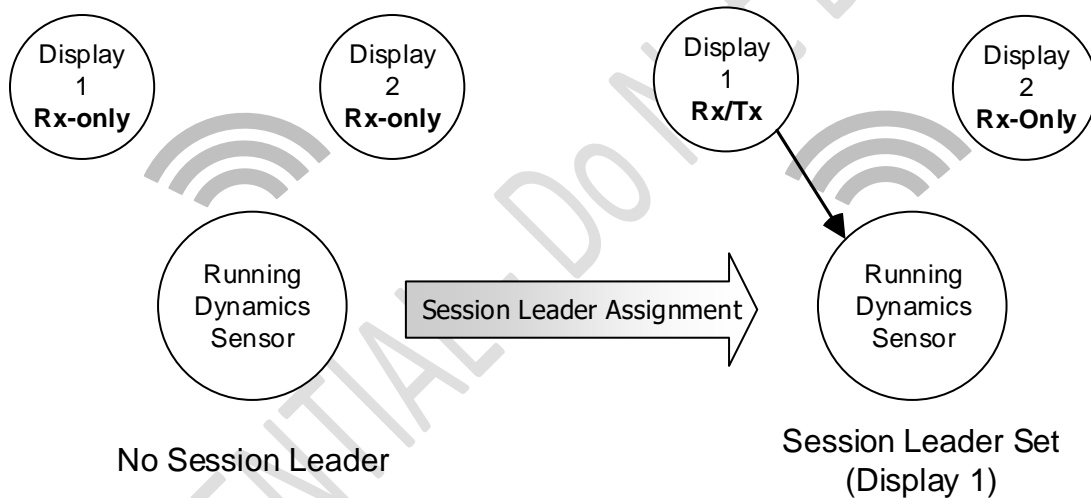 Display
1
Rx-only
Display
2
Rx-only
Running
Dynamics
Sensor
No Session Leader
Session Leader Assignment
Display
1
Rx/Tx
Display
2
Rx-Only
Running
Dynamics
Sensor
Session Leader Set
(Display 1)